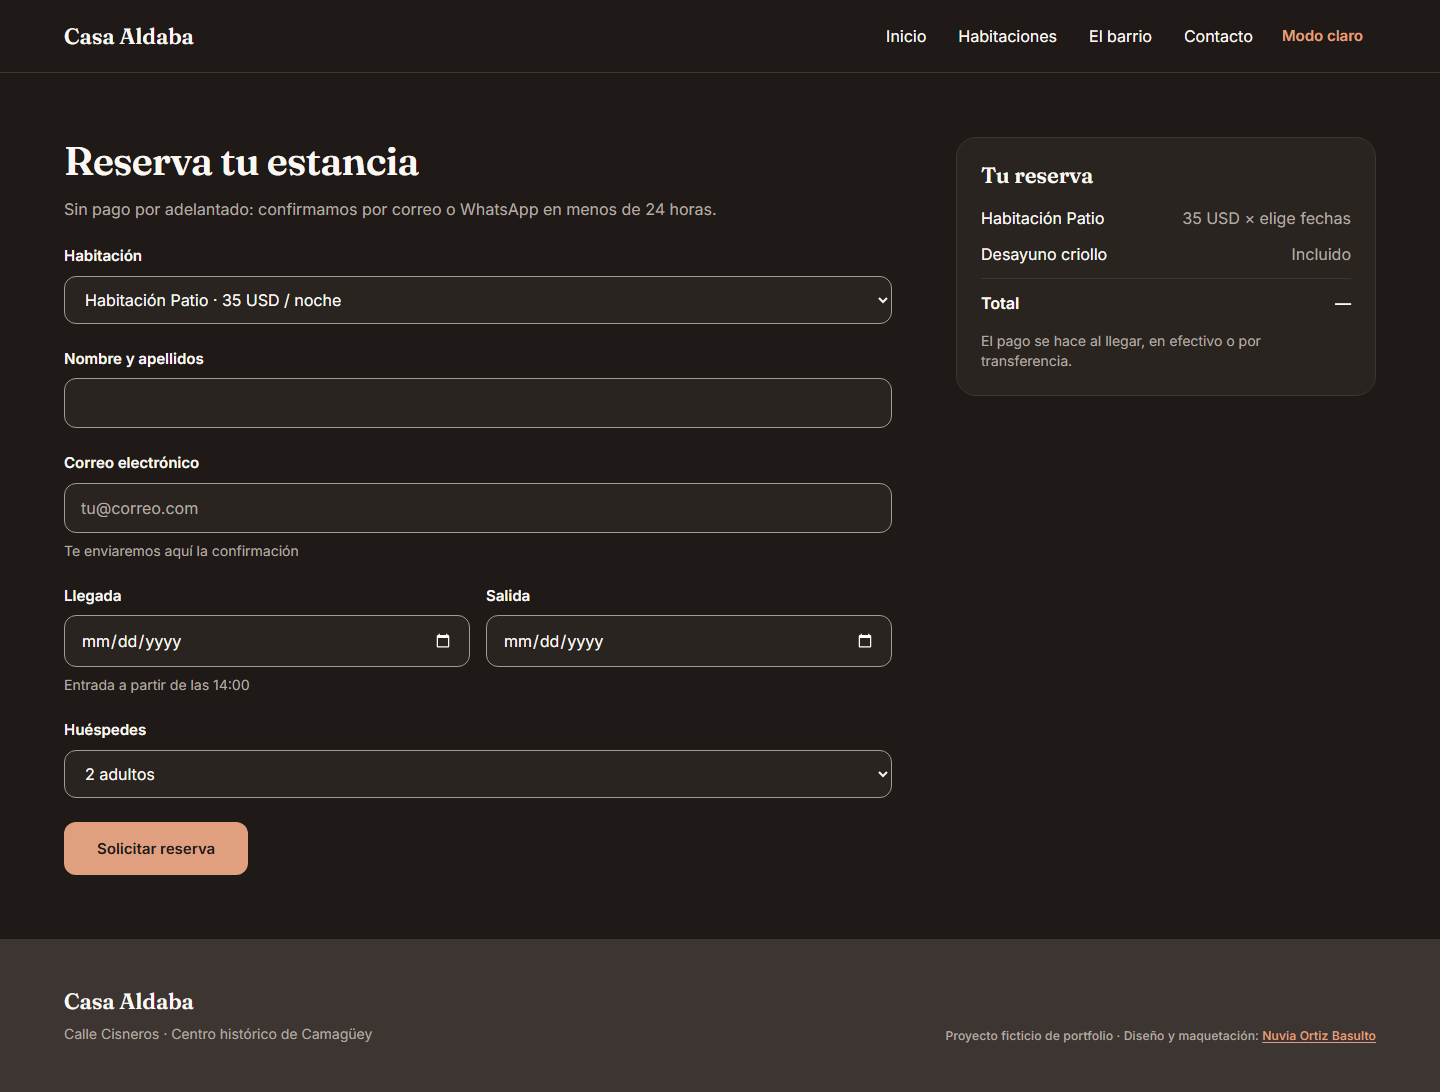 Casa Aldaba
Inicio Habitaciones El barrio Contacto Modo claro
Reserva tu estancia
Sin pago por adelantado: confirmamos por correo o WhatsApp en menos de 24 horas.
Habitación
Habitación Patio · 35 USD / noche
Nombre y apellidos
Correo electrónico
tu@correo.com
Te enviaremos aquí la confirmación
Llegada Salida
mm/dd/yyyy mm/dd/yyyy
Entrada a partir de las 14:00
Huéspedes
2 adultos
Solicitar reserva
Tu reserva
Habitación Patio 35 USD × elige fechas
Desayuno criollo Incluido
Total —
El pago se hace al llegar, en efectivo o por
transferencia.
Casa Aldaba
Calle Cisneros · Centro histórico de Camagüey
Proyecto ficticio de portfolio · Diseño y maquetación: Nuvia Ortiz Basulto